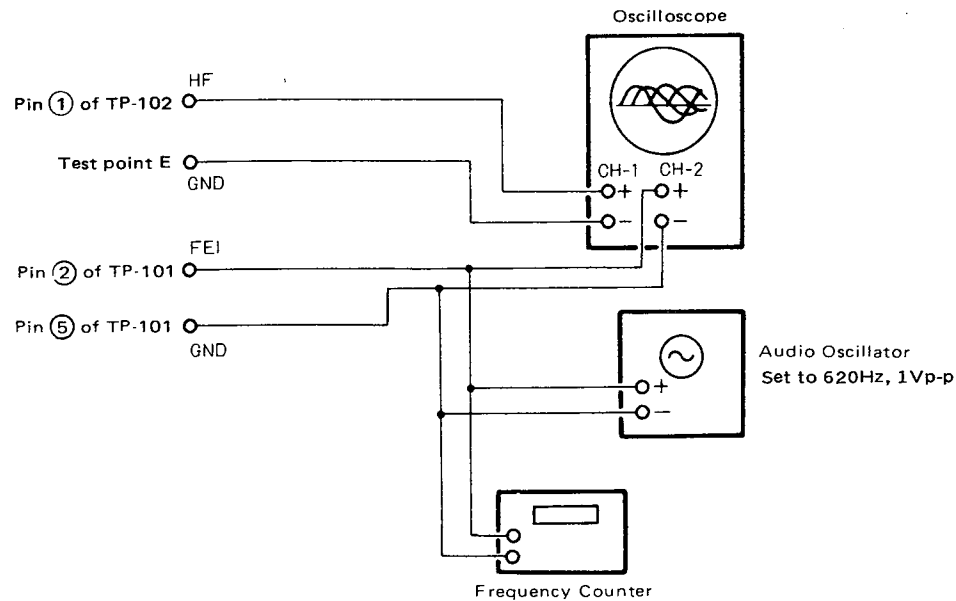 Oscilloscope
HF
Pin ① of TP-102
Test point E
GND
CH-1 CH-2
+ +
− −
FEI
Pin ② of TP-101
Pin ⑤ of TP-101
GND
Audio Oscillator
Set to 620Hz, 1Vp-p
+
−
Frequency Counter